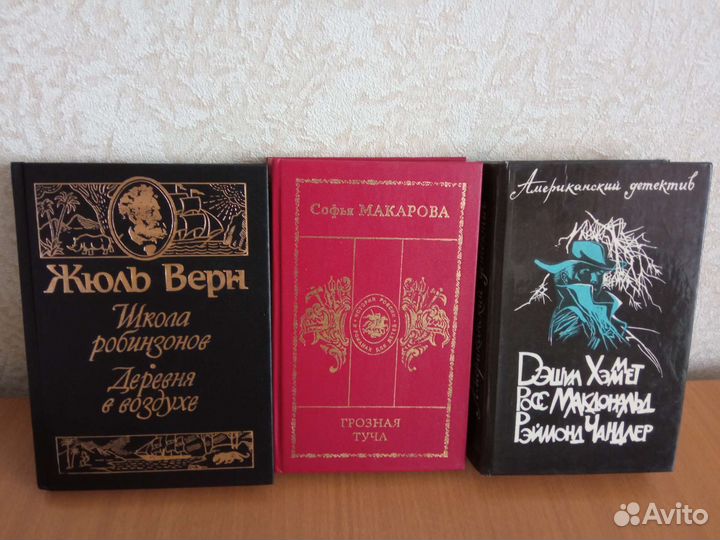 Жюль Верн
Школа
робинзонов
Деревня
в воздухе
Софья МАКАРОВА
ГРОЗНАЯ
ТУЧА
Американский детектив
Дэшил Хэммет
Росс Макдональд
Рэймонд Чандлер
Avito